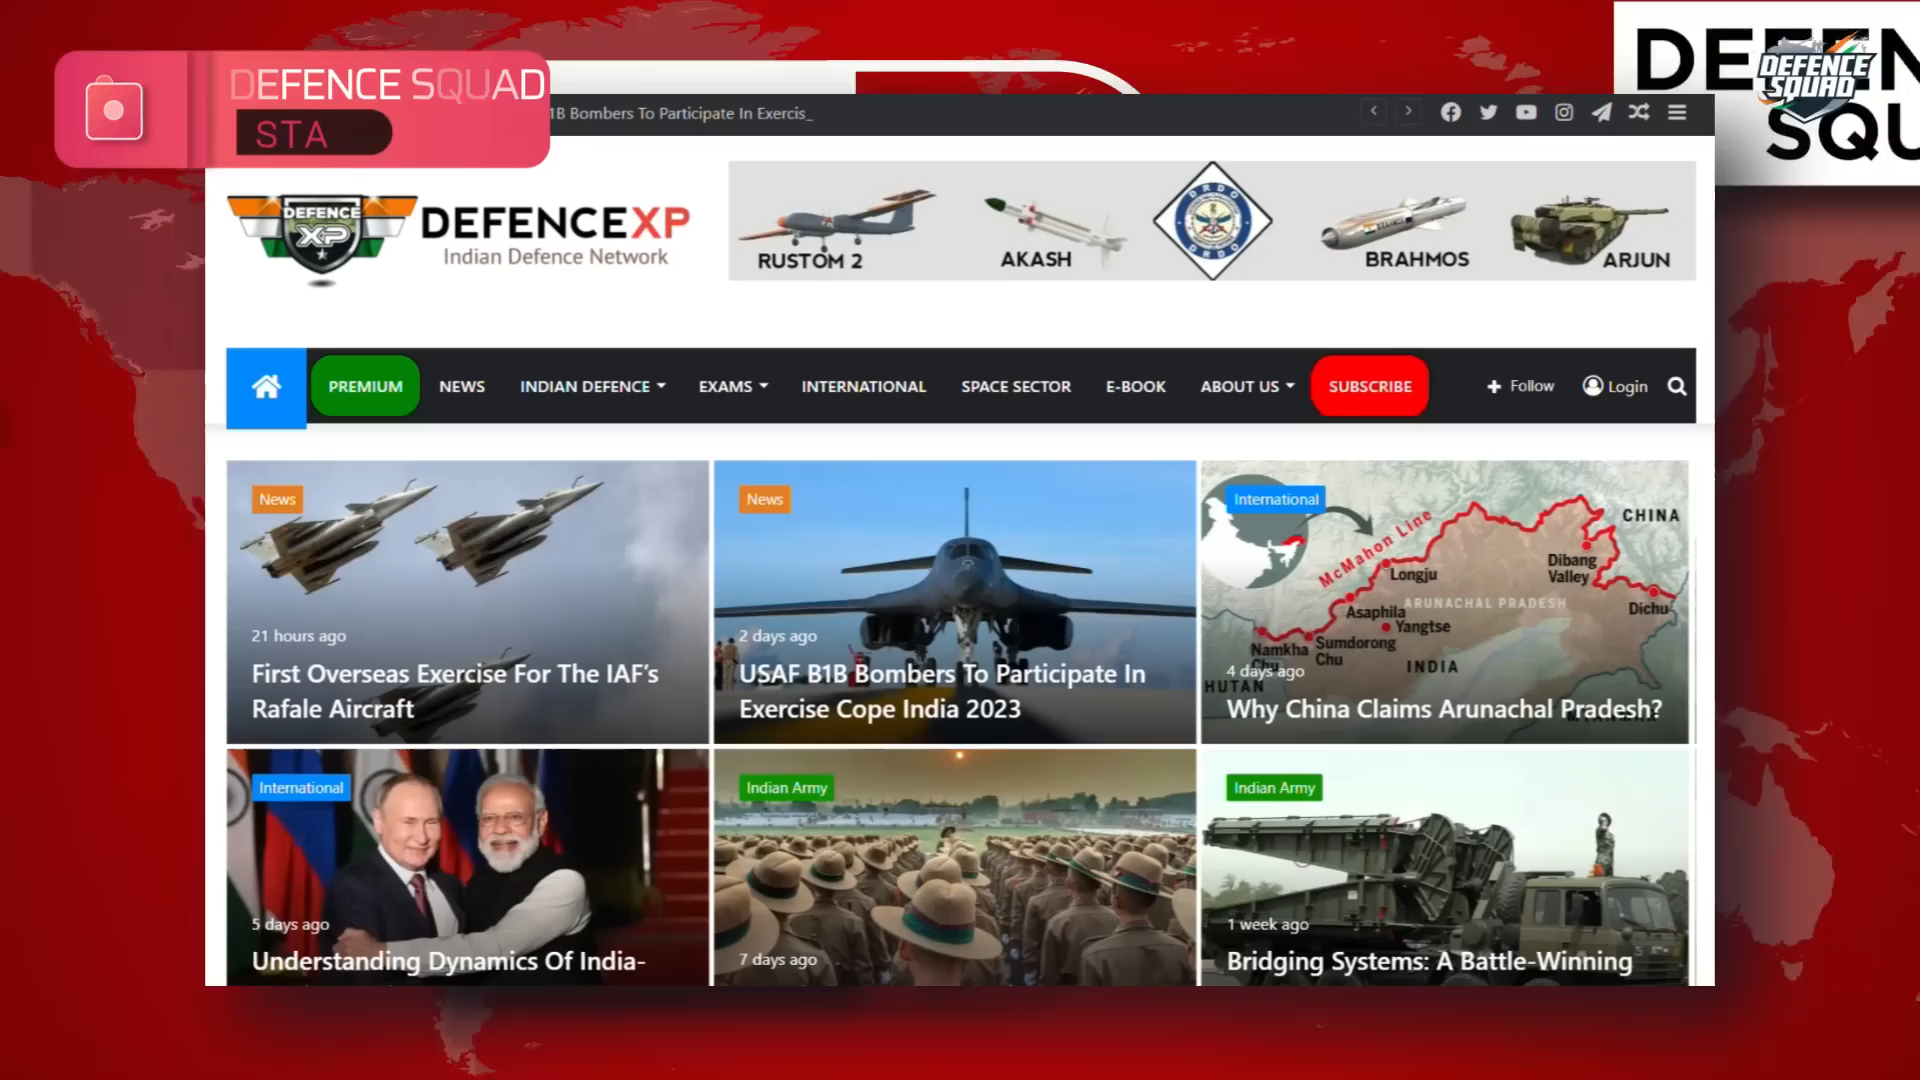 DEFENCE SQUAD
STA
DEFEN
SQU
DEFENCE
SQUAD
1B Bombers To Participate In Exercis_
DEFENCE
XP
DEFENCEXP
Indian Defence Network
RUSTOM 2
AKASH
DRDO
BRAHMOS
ARJUN
PREMIUM
NEWS
INDIAN DEFENCE
EXAMS
INTERNATIONAL
SPACE SECTOR
E-BOOK
ABOUT US
SUBSCRIBE
Follow
Login
News
21 hours ago
First Overseas Exercise For The IAF's
Rafale Aircraft
News
2 days ago
USAF B1B Bombers To Participate In
Exercise Cope India 2023
International
McMahon Line
CHINA
Longju
Dibang
Valley
Asaphila
ARUNACHAL PRADESH
Dichu
Yangtse
Namkha
Chu
Sumdorong
Chu
INDIA
HUTAN
4 days ago
Why China Claims Arunachal Pradesh?
International
5 days ago
Understanding Dynamics Of India-
Indian Army
7 days ago
Indian Army
1 week ago
Bridging Systems: A Battle-Winning